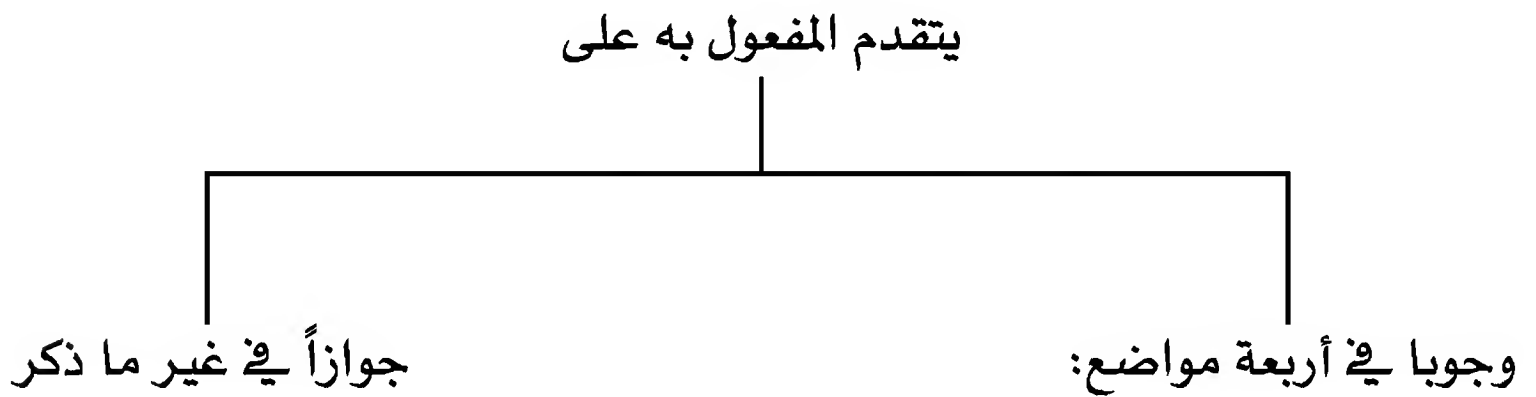 يتقدم المفعول به على
وجوبا في أربعة مواضع:
جوازاً في غير ما ذكر